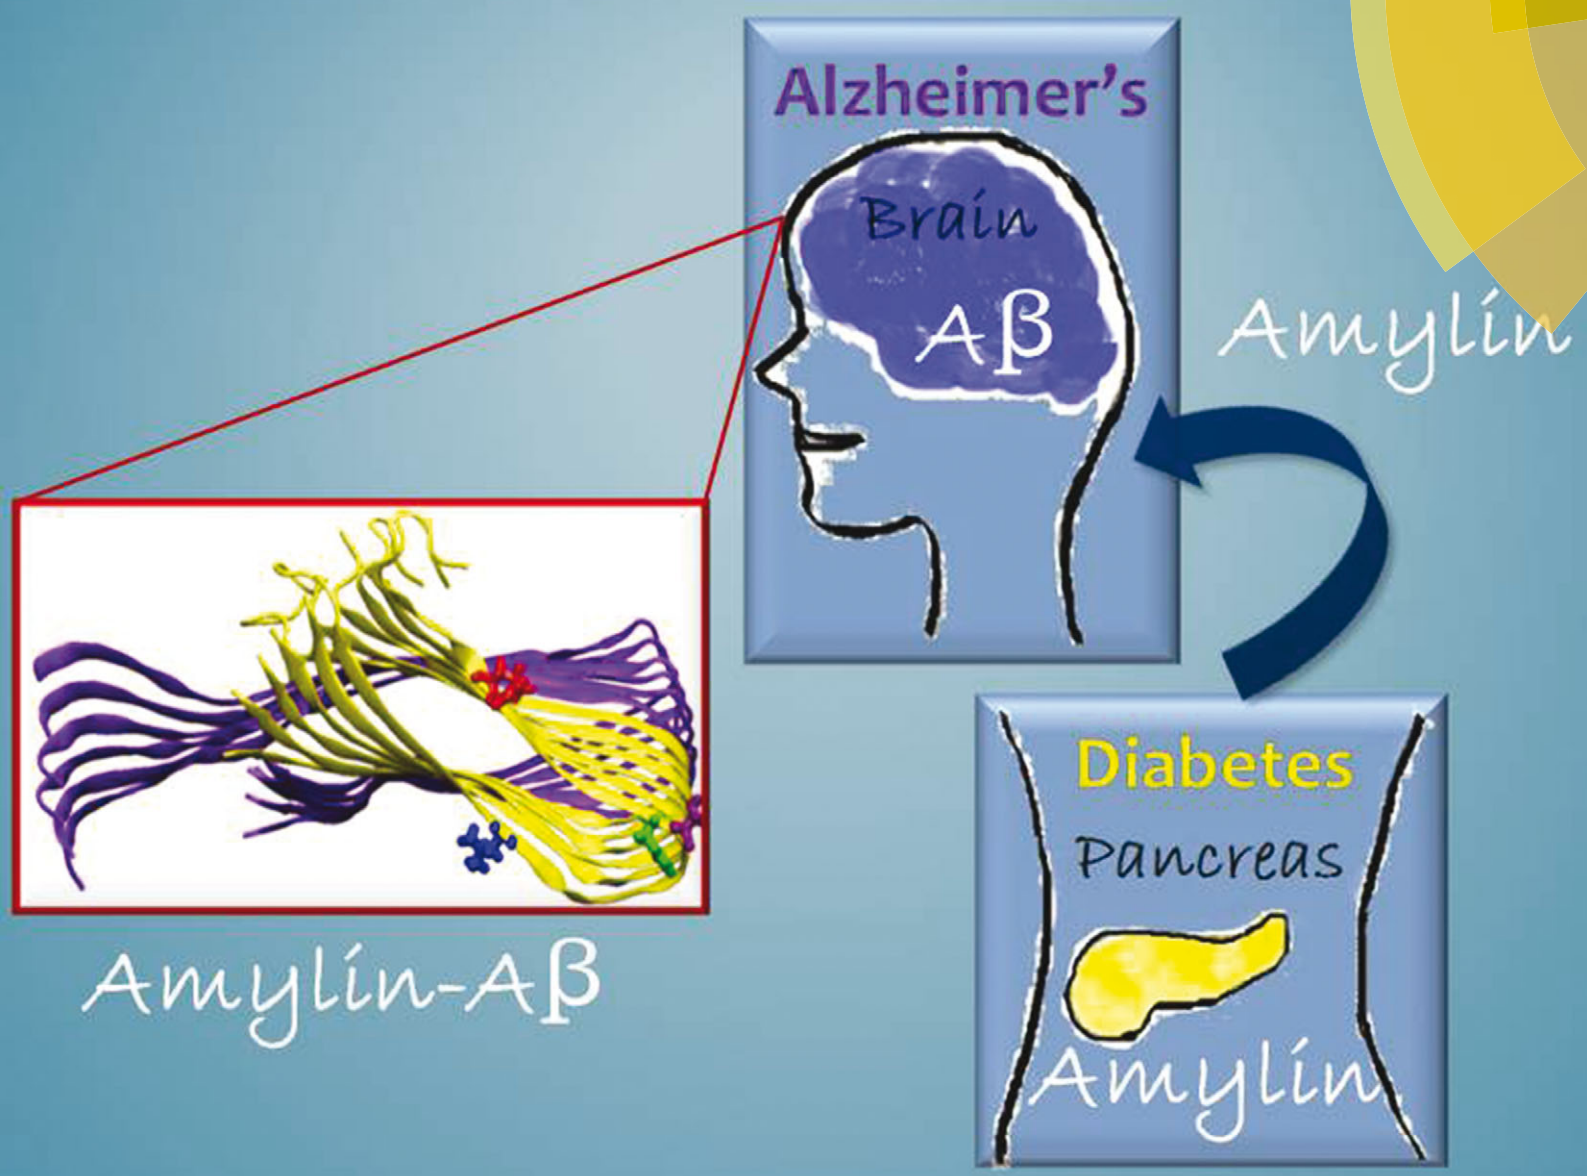 Alzheimer's
Brain
Aβ
Amylin
Amylin-Aβ
Diabetes
Pancreas
Amylin